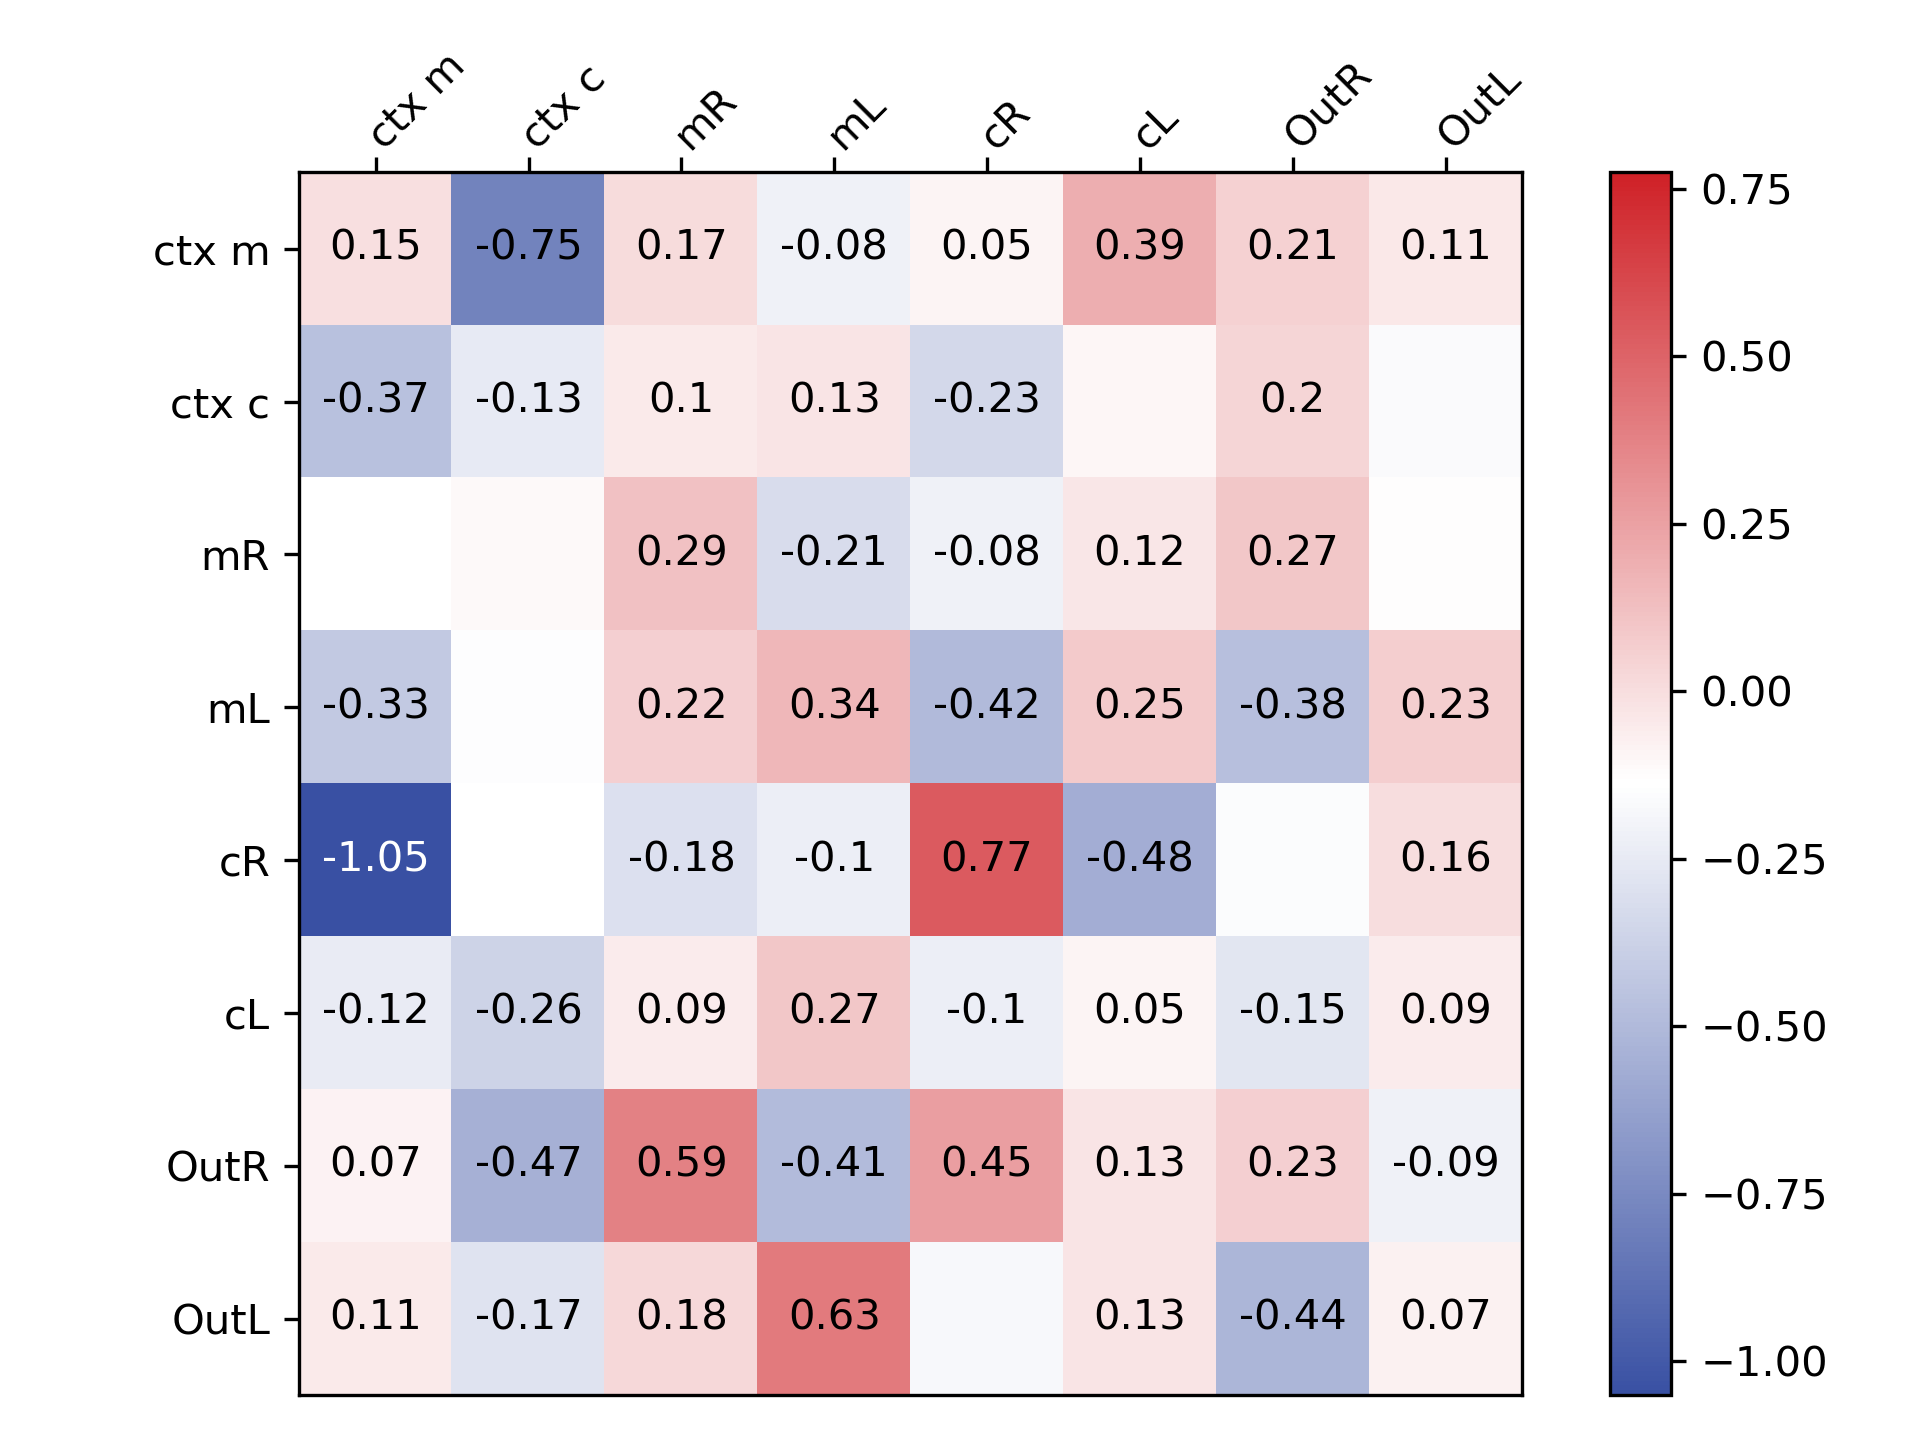 ctx m ctx c mR mL cR cL OutR OutL
ctx m 0.15 -0.75 0.17 -0.08 0.05 0.39 0.21 0.11
ctx c -0.37 -0.13 0.1 0.13 -0.23 0.2
mR 0.29 -0.21 -0.08 0.12 0.27
mL -0.33 0.22 0.34 -0.42 0.25 -0.38 0.23
cR -1.05 -0.18 -0.1 0.77 -0.48 0.16
cL -0.12 -0.26 0.09 0.27 -0.1 0.05 -0.15 0.09
OutR 0.07 -0.47 0.59 -0.41 0.45 0.13 0.23 -0.09
OutL 0.11 -0.17 0.18 0.63 0.13 -0.44 0.07
0.75
0.50
0.25
0.00
−0.25
−0.50
−0.75
−1.00